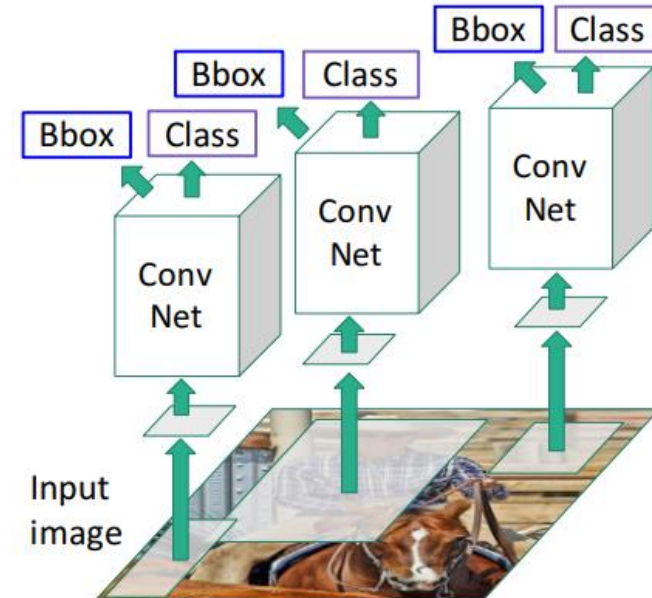 Bbox Class
Bbox Class
Bbox Class
Conv
Net
Conv
Net
Conv
Net
Input
image